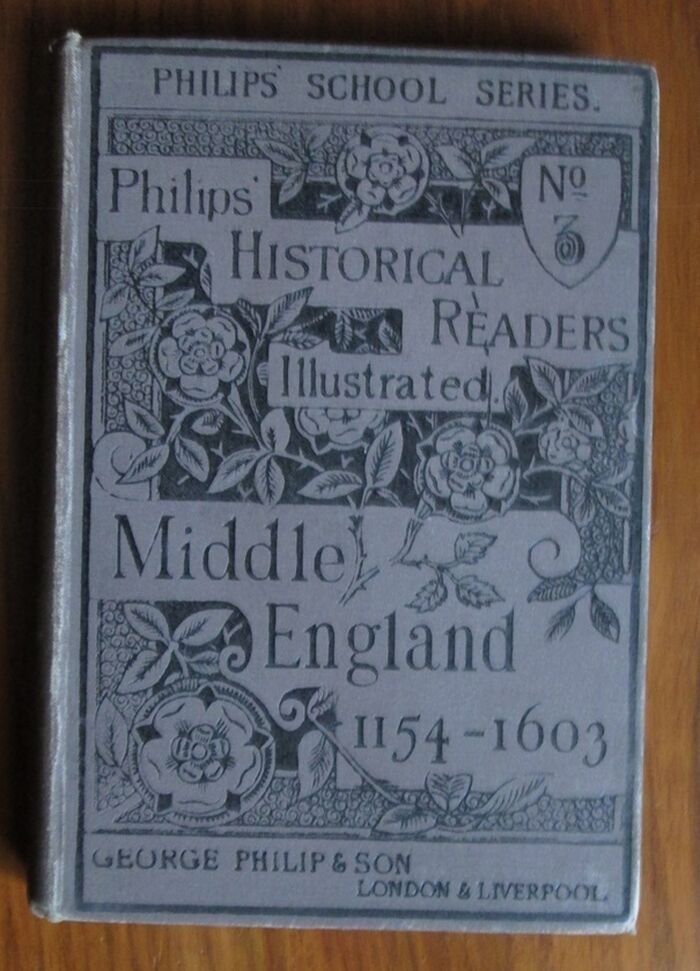 PHILIPS' SCHOOL SERIES.
Philips'
No
3
HISTORICAL
READERS
Illustrated.
Middle
England
1154-1603
GEORGE PHILIP & SON
LONDON & LIVERPOOL.